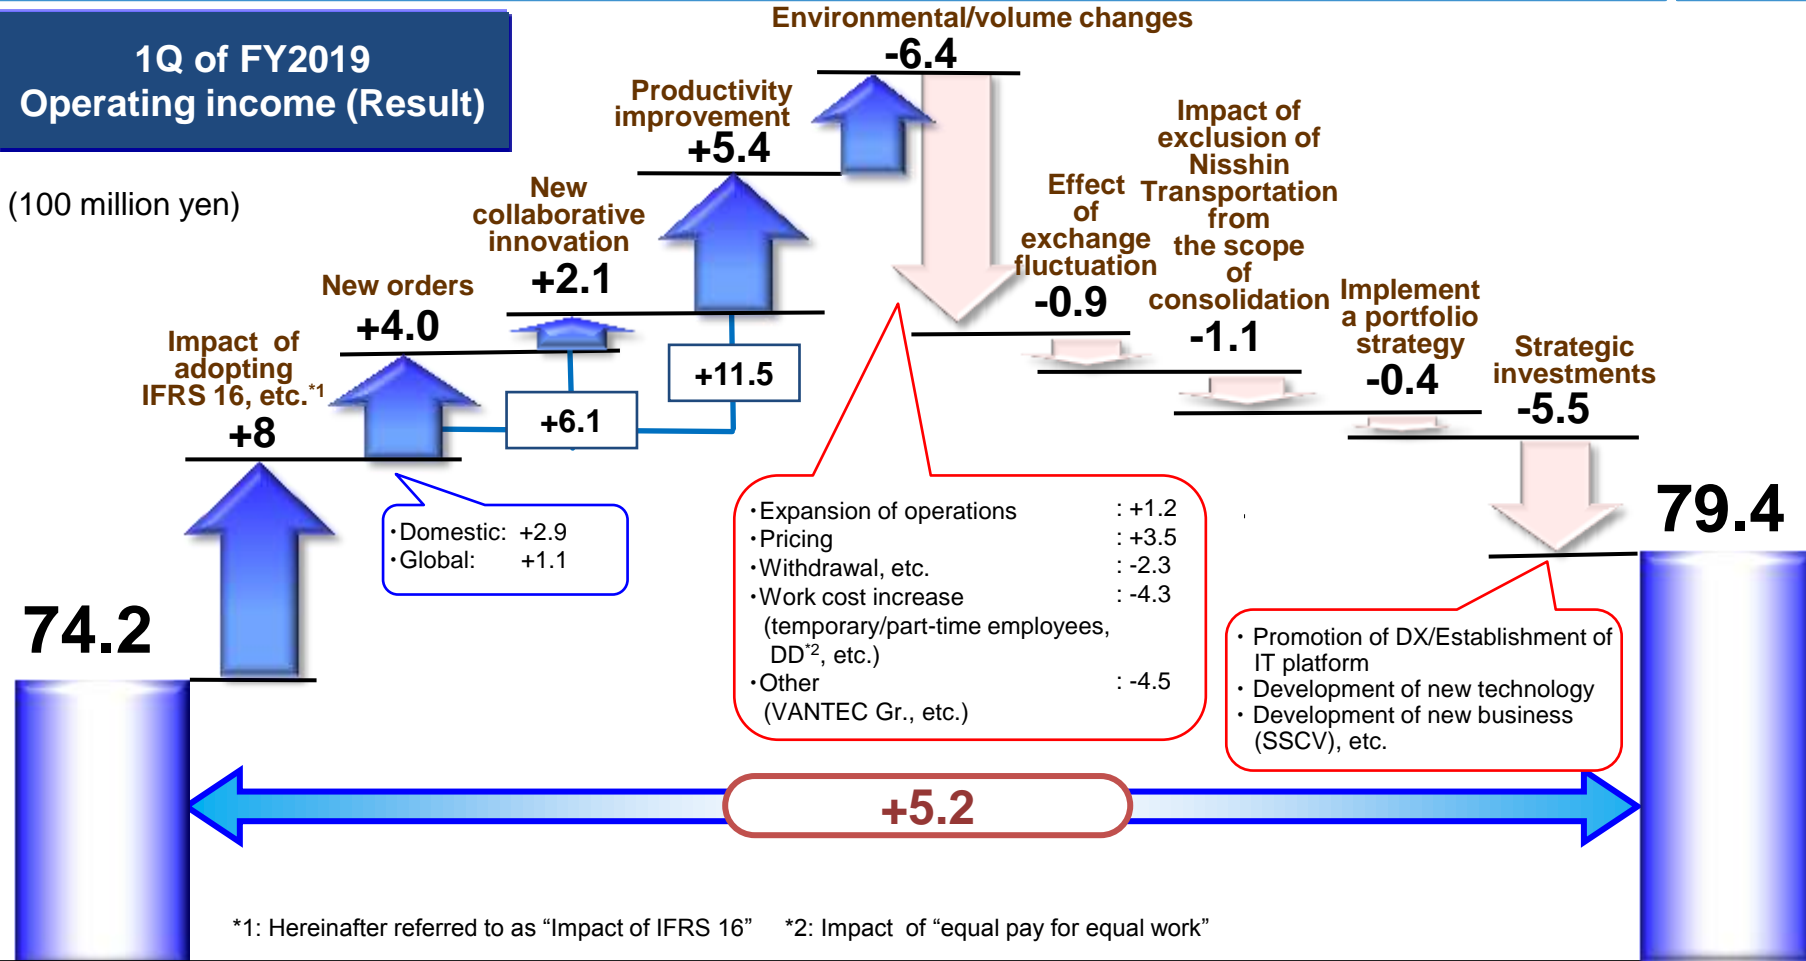 1Q of FY2019
Operating income (Result)
(100 million yen)
74.2
Impact of
adopting
IFRS 16, etc.*1
+8
New orders
+4.0
・Domestic: +2.9
・Global: +1.1
New
collaborative
innovation
+2.1
+6.1
Productivity
improvement
+5.4
+11.5
Environmental/volume changes
-6.4
・Expansion of operations : +1.2
・Pricing : +3.5
・Withdrawal, etc. : -2.3
・Work cost increase : -4.3
(temporary/part-time employees,
DD*2, etc.)
・Other : -4.5
(VANTEC Gr., etc.)
Effect
of
exchange
fluctuation
-0.9
Impact of
exclusion of
Nisshin
Transportation
from
the scope
of
consolidation
-1.1
Implement
a portfolio
strategy
-0.4
Strategic
investments
-5.5
・Promotion of DX/Establishment of
IT platform
・Development of new technology
・Development of new business
(SSCV), etc.
79.4
+5.2
*1: Hereinafter referred to as “Impact of IFRS 16” *2: Impact of “equal pay for equal work”